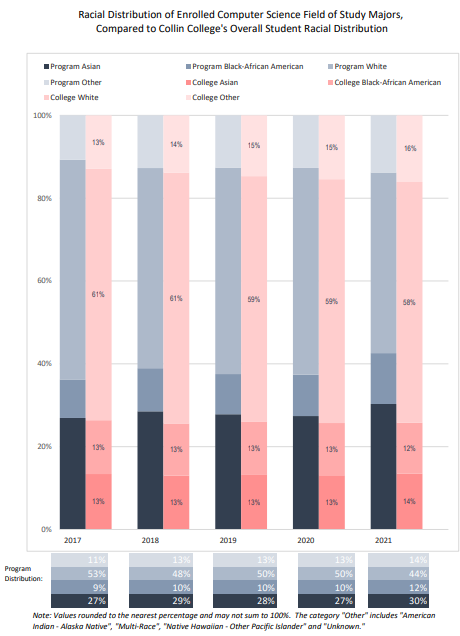 Racial Distribution of Enrolled Computer Science Field of Study Majors,
Compared to Collin College's Overall Student Racial Distribution
Program Asian Program Black-African American Program White
Program Other College Asian College Black-African American
College White College Other
100%
13% 14% 15% 15% 16%
80%
60%
61% 61% 59% 59% 58%
40%
20%
13% 13% 13% 13% 12%
13% 13% 13% 13% 14%
0%
2017 2018 2019 2020 2021
Program
Distribution:
11% 13% 13% 13% 14%
53% 48% 50% 50% 44%
9% 10% 10% 10% 12%
27% 29% 28% 27% 30%
Note: Values rounded to the nearest percentage and may not sum to 100%. The category "Other" includes "American
Indian - Alaska Native", "Multi-Race", "Native Hawaiian - Other Pacific Islander" and "Unknown."